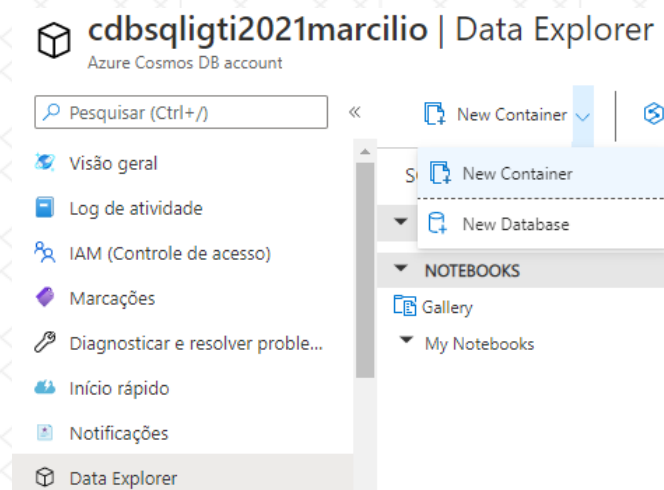 cdbsqligti2021marcilio | Data Explorer
Azure Cosmos DB account
Pesquisar (Ctrl+/)
«
New Container
Visão geral
New Container
Log de atividade
New Database
IAM (Controle de acesso)
NOTEBOOKS
Marcações
Gallery
Diagnosticar e resolver proble...
My Notebooks
Início rápido
Notificações
Data Explorer